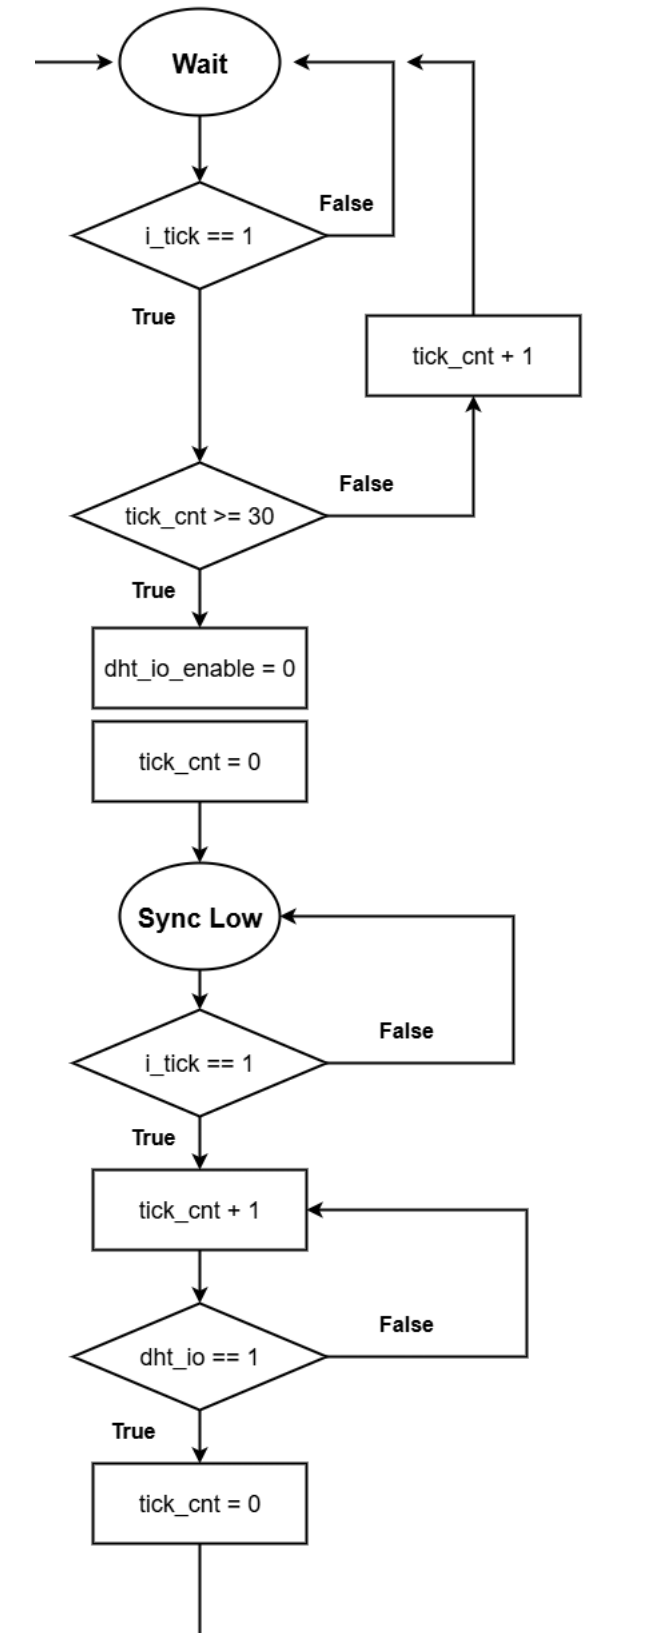 Wait
False
i_tick == 1
True
tick_cnt + 1
False
tick_cnt >= 30
True
dht_io_enable = 0
tick_cnt = 0
Sync Low
False
i_tick == 1
True
tick_cnt + 1
False
dht_io == 1
True
tick_cnt = 0